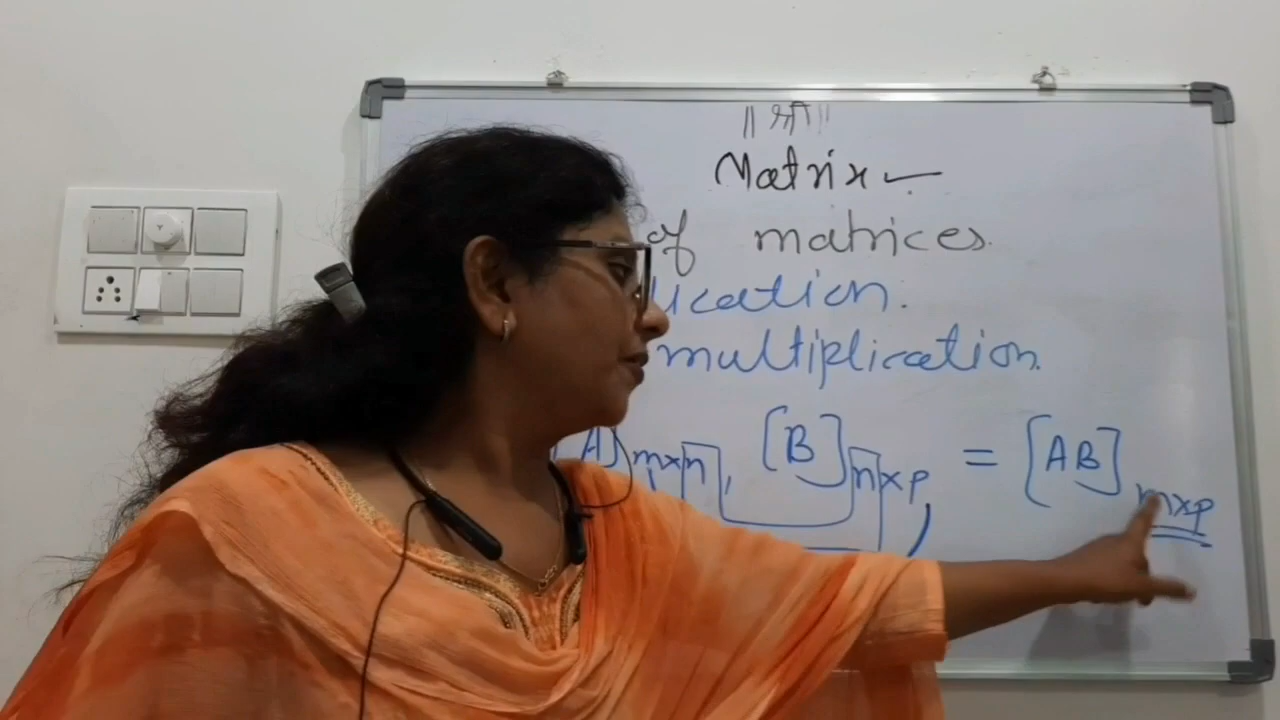 ॥ श्री ॥
Matrix
of matrices.
lication.
multiplication.
A]m×n, [B]n×p, = [AB]m×p